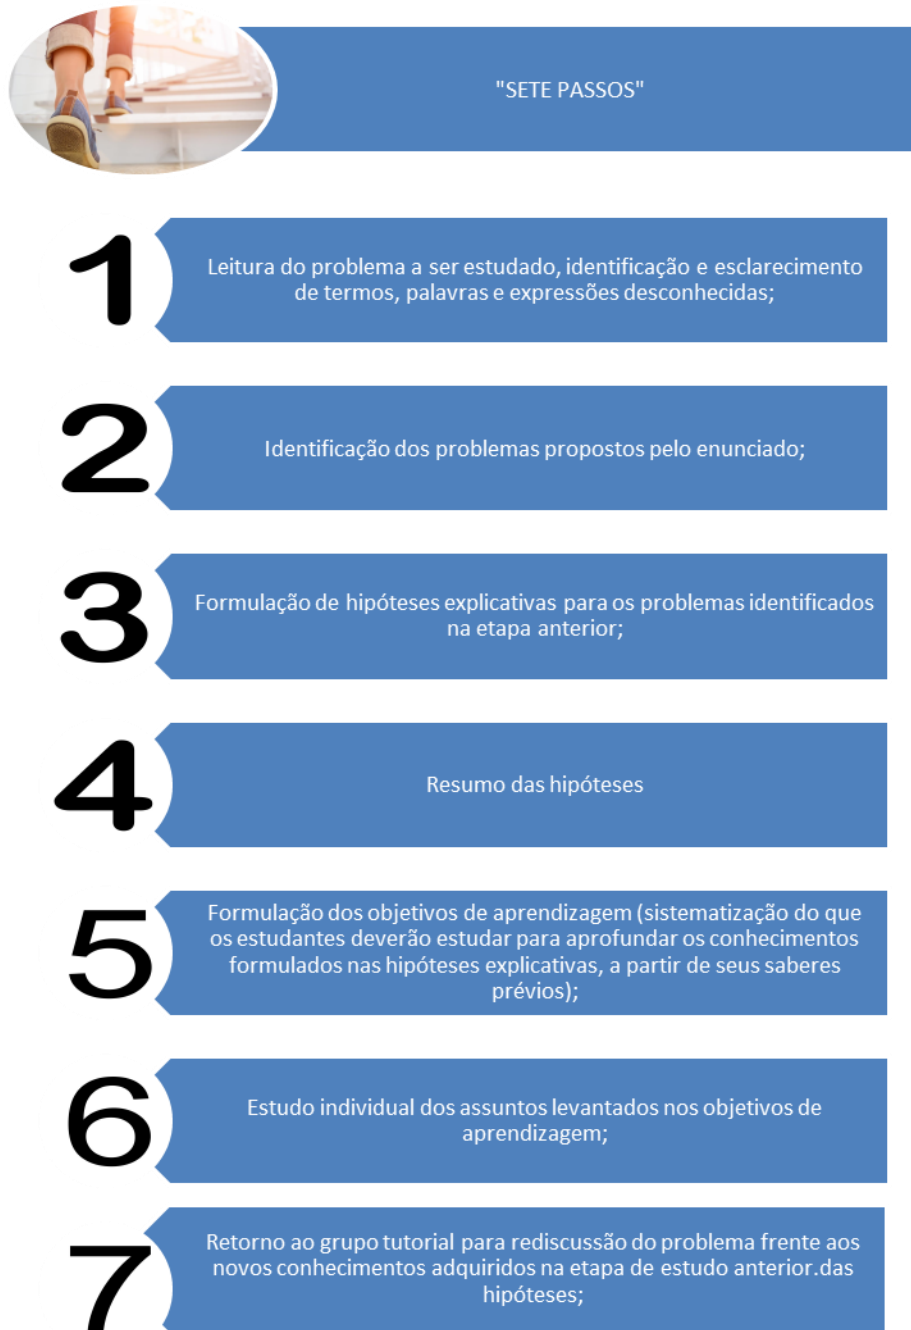 "SETE PASSOS"
1
Leitura do problema a ser estudado, identificação e esclarecimento
de termos, palavras e expressões desconhecidas;
2
Identificação dos problemas propostos pelo enunciado;
3
Formulação de hipóteses explicativas para os problemas identificados
na etapa anterior;
4
Resumo das hipóteses
5
Formulação dos objetivos de aprendizagem (sistematização do que
os estudantes deverão estudar para aprofundar os conhecimentos
formulados nas hipóteses explicativas, a partir de seus saberes
prévios);
6
Estudo individual dos assuntos levantados nos objetivos de
aprendizagem;
7
Retorno ao grupo tutorial para rediscussão do problema frente aos
novos conhecimentos adquiridos na etapa de estudo anterior.das
hipóteses;